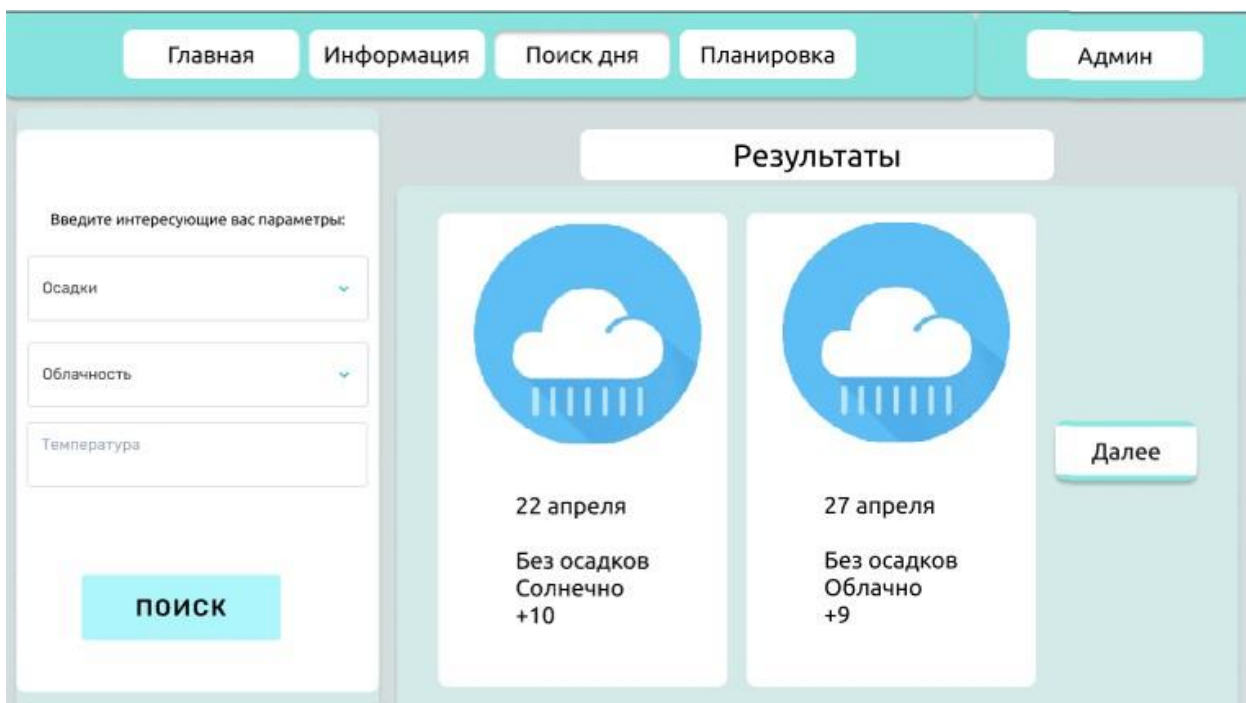 Главная
Информация
Поиск дня
Планировка
Админ
Введите интересующие вас параметры:
Осадки
Облачность
Температура
ПОИСК
Результаты
22 апреля
Без осадков
Солнечно
+10
27 апреля
Без осадков
Облачно
+9
Далее